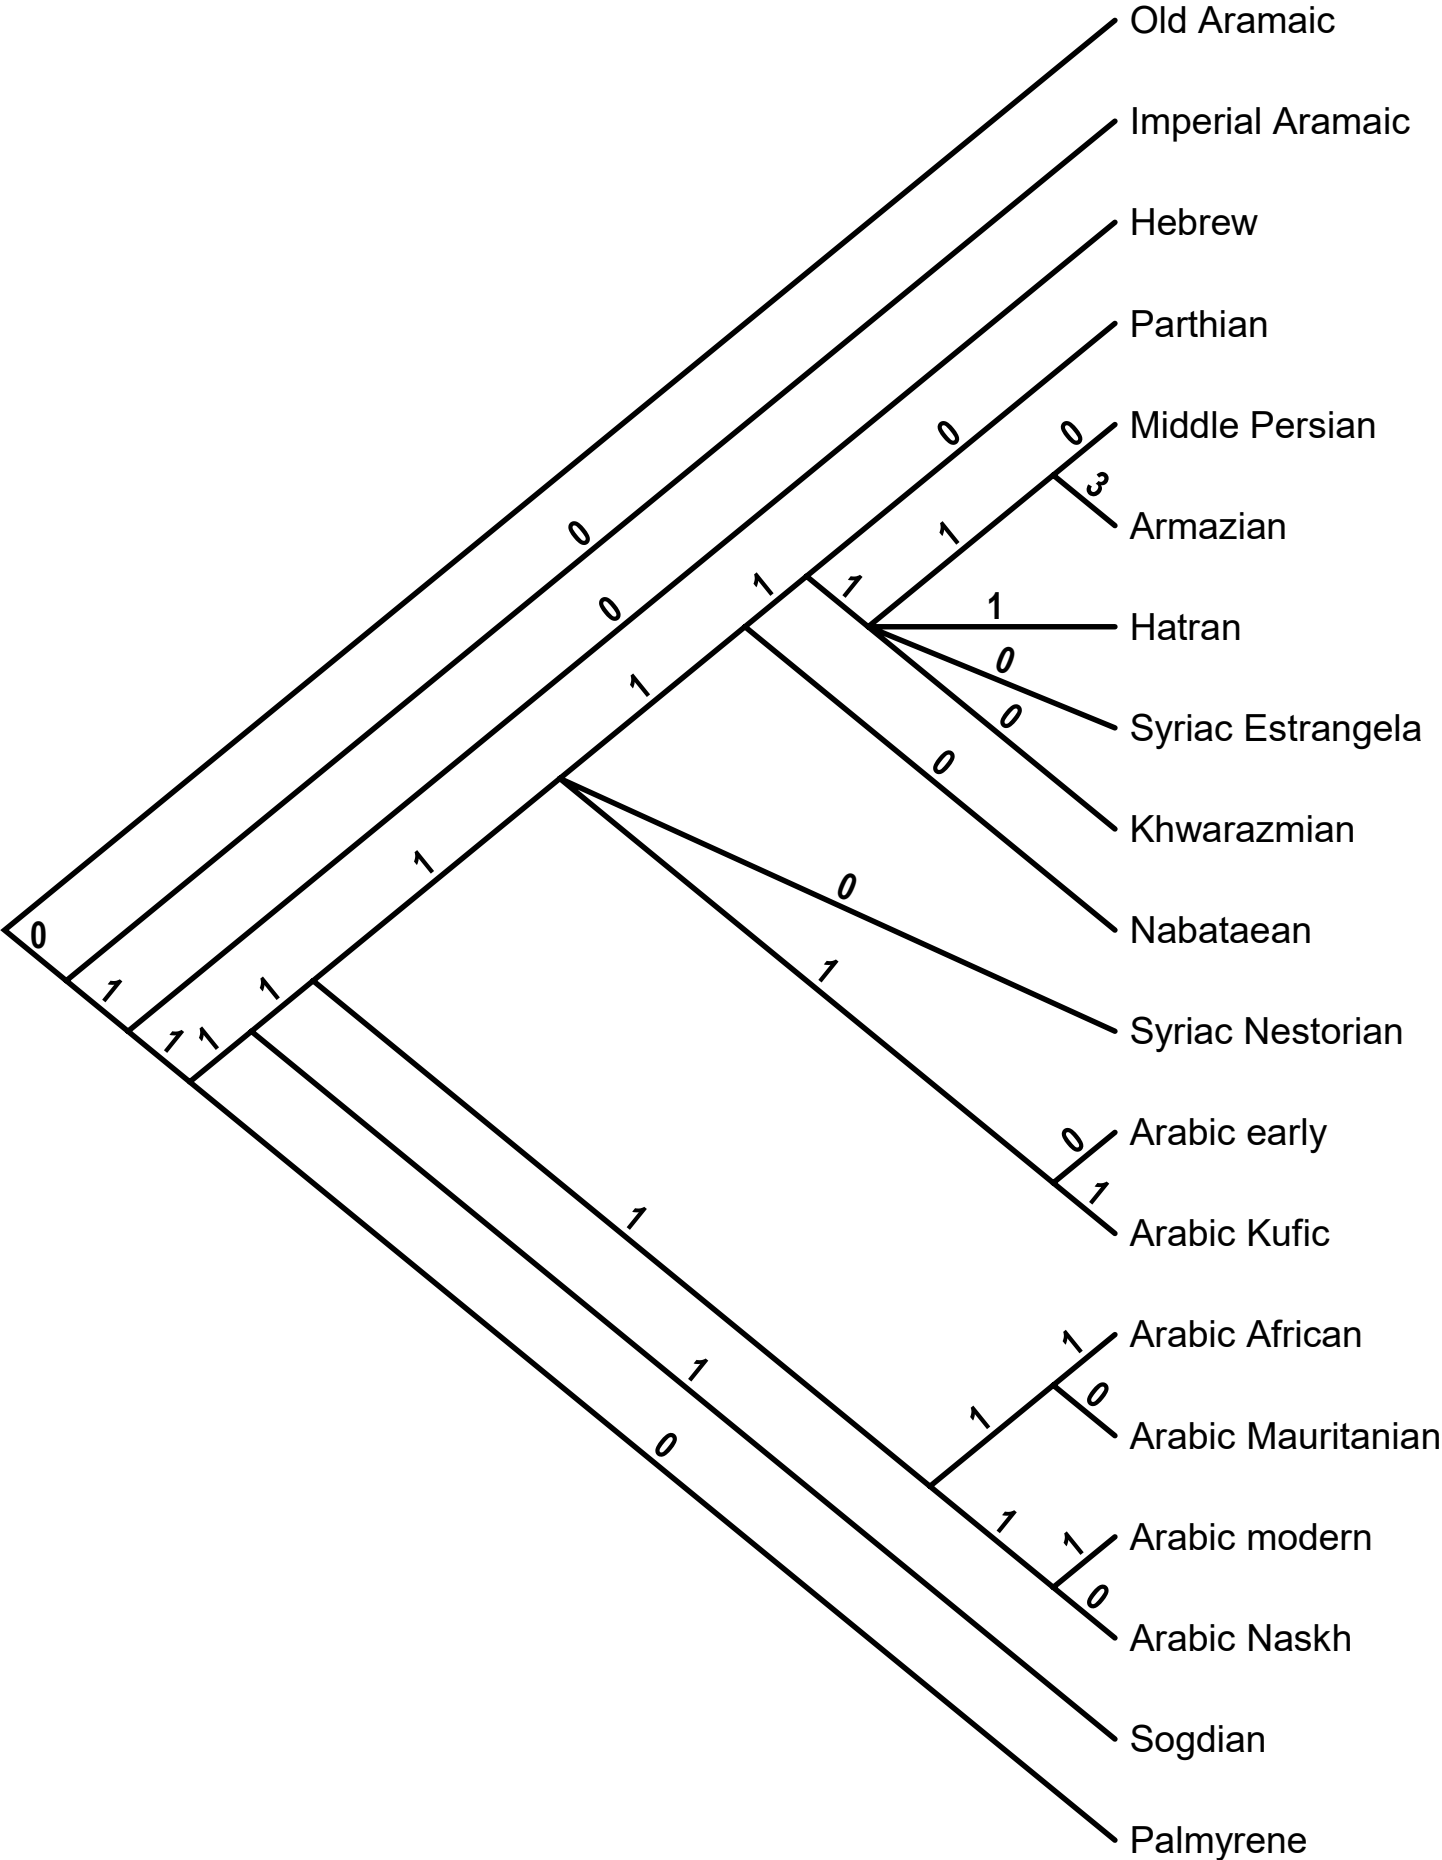 Old Aramaic
Imperial Aramaic
Hebrew
Parthian
0
0
Middle Persian
3
0
1
Armazian
1
1
1
Hatran
0
0
1
Syriac Estrangela
0
0
Khwarazmian
1
0
0
Nabataean
1
1
1
1
1
Syriac Nestorian
0
Arabic early
1
Arabic Kufic
1
1
Arabic African
1
0
1
Arabic Mauritanian
0
1
1
Arabic modern
0
Arabic Naskh
Sogdian
Palmyrene